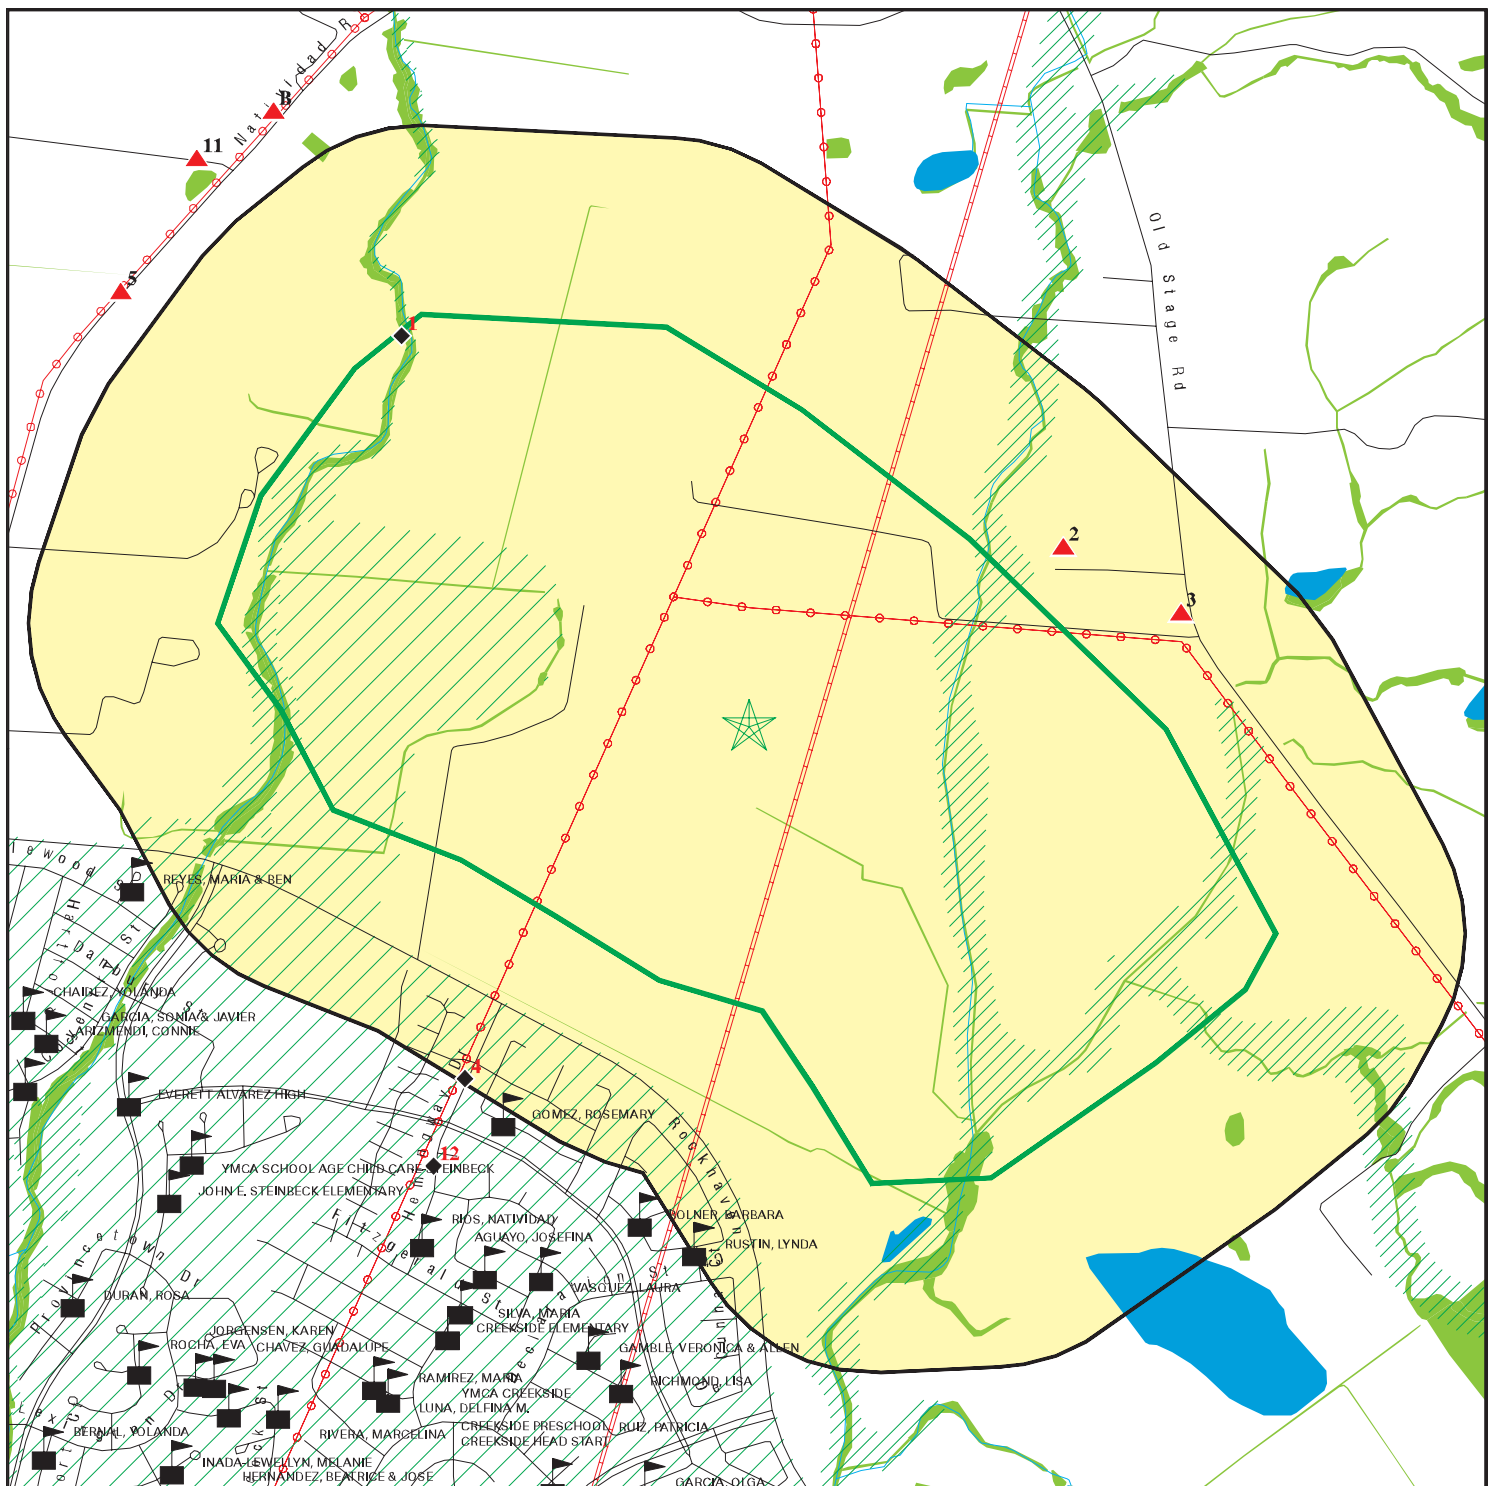 Natividad R
B
11
5
1
Old Stage Rd
2
3
REYES, MARIA & BEN
CHAIDEZ, YOLANDA
GARCIA, SONIA & JAVIER
ARIZMENDI, CONNIE
EVERETT ALVAREZ HIGH
4
GOMEZ, ROSEMARY
12
YMCA SCHOOL AGE CHILD CARE-STEINBECK
JOHN E. STEINBECK ELEMENTARY
Rockhaven
RIOS, NATIVIDAD
AGUAYO, JOSEFINA
BOLNER, BARBARA
RUSTIN, LYNDA
Hemingway Dr
Fitzgerald St
Provincetown Dr
DURAN, ROSA
VASQUEZ, LAURA
SILVA, MARIA
CREEKSIDE ELEMENTARY
JORGENSEN, KAREN
ROCHA, EVA
CHAVEZ, GUADALUPE
GAMBLE, VERONICA & ALLEN
RAMIREZ, MARIA
RICHMOND, LISA
YMCA CREEKSIDE
LUNA, DELFINA M.
BERNAL, YOLANDA
RIVERA, MARCELINA
CREEKSIDE PRESCHOOL
RUIZ, PATRICIA
CREEKSIDE HEAD START
INADA-LEWELLYN, MELANIE
HERNANDEZ, BEATRICE & JOSE
GARCIA, OLGA